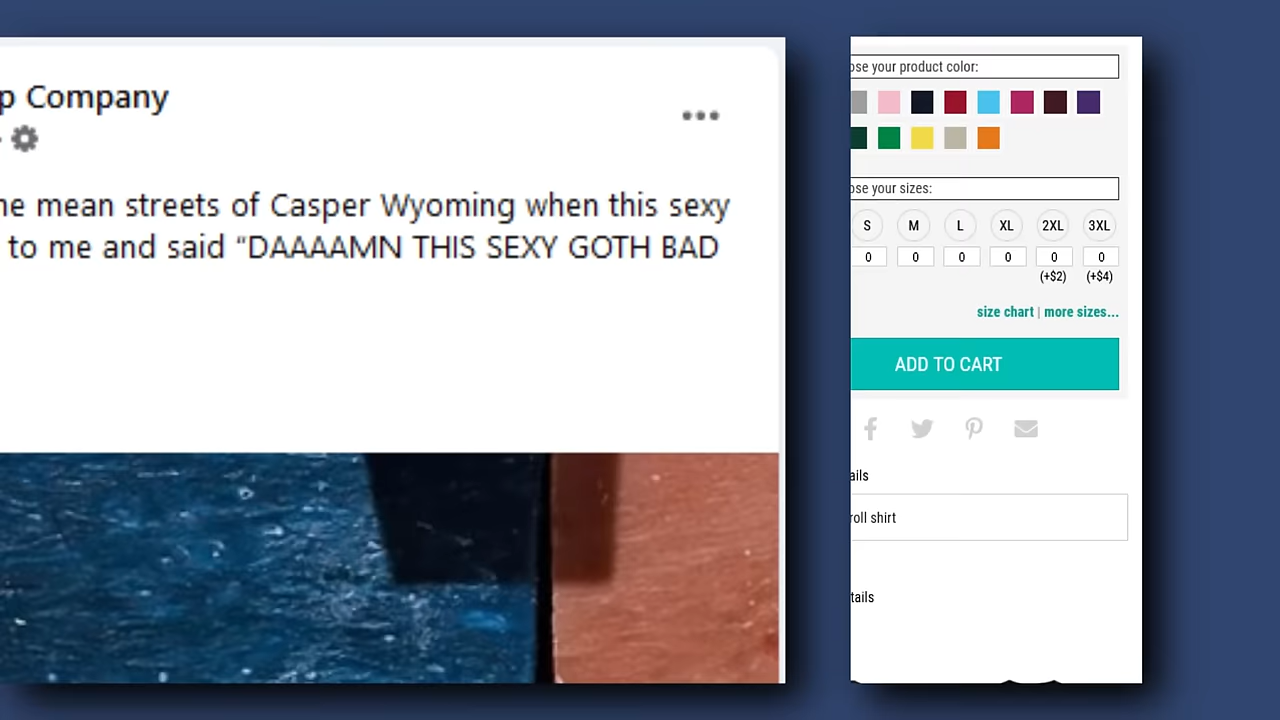 p Company
he mean streets of Casper Wyoming when this sexy
to me and said “DAAAAMN THIS SEXY GOTH BAD
ose your product color:
ose your sizes:
S M L XL 2XL 3XL
0 0 0 0 0 0
(+$2) (+$4)
size chart | more sizes...
ADD TO CART
ails
roll shirt
tails